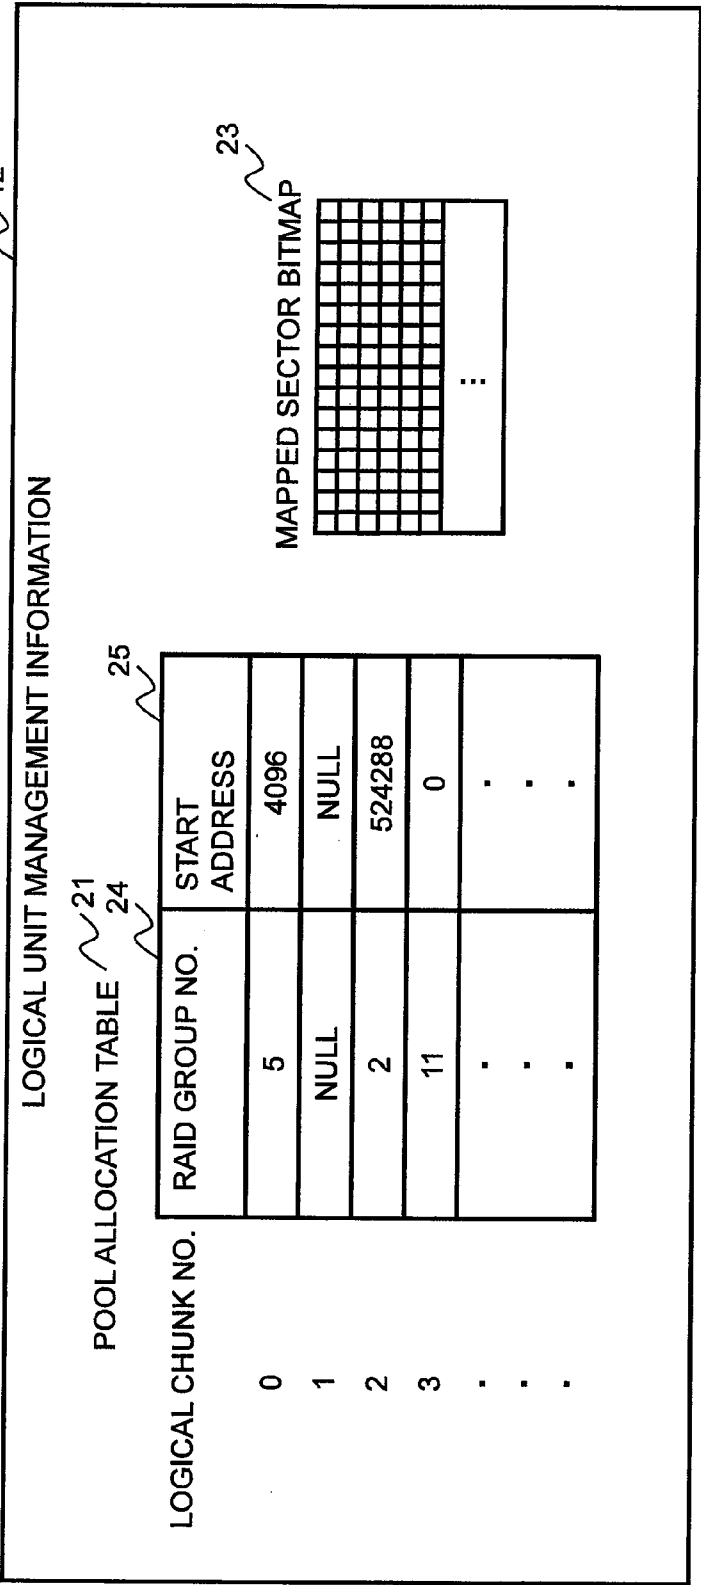 LOGICAL UNIT MANAGEMENT INFORMATION
POOL ALLOCATION TABLE 21
24
25
LOGICAL CHUNK NO. RAID GROUP NO. START ADDRESS
0 5 4096
1 NULL NULL
2 2 524288
3 11 0
. . .
. . .
. . .
MAPPED SECTOR BITMAP
23
...